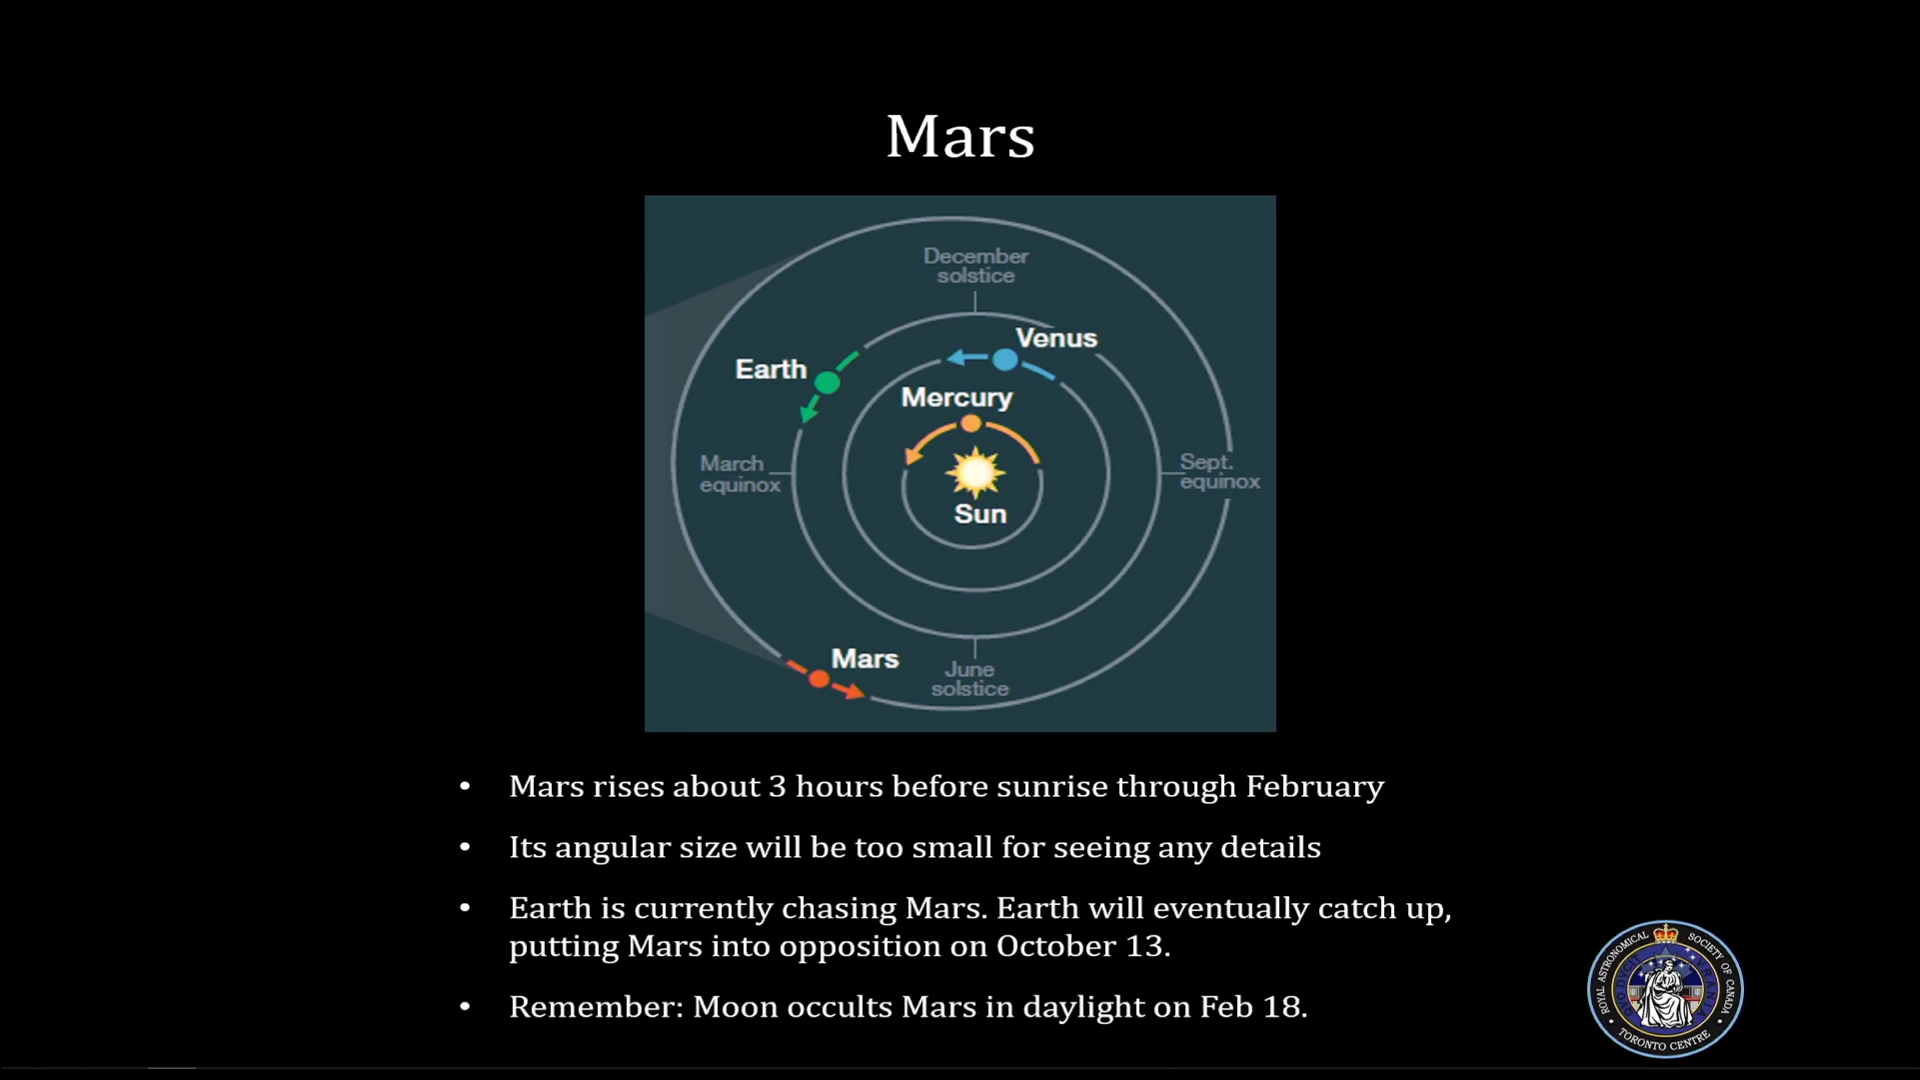 Mars
December
solstice
Venus
Earth
Mercury
March
equinox
Sept.
equinox
Sun
Mars
June
solstice
• Mars rises about 3 hours before sunrise through February
• Its angular size will be too small for seeing any details
• Earth is currently chasing Mars. Earth will eventually catch up,
putting Mars into opposition on October 13.
• Remember: Moon occults Mars in daylight on Feb 18.
ROYAL ASTRONOMICAL SOCIETY OF CANADA
• TORONTO CENTRE •